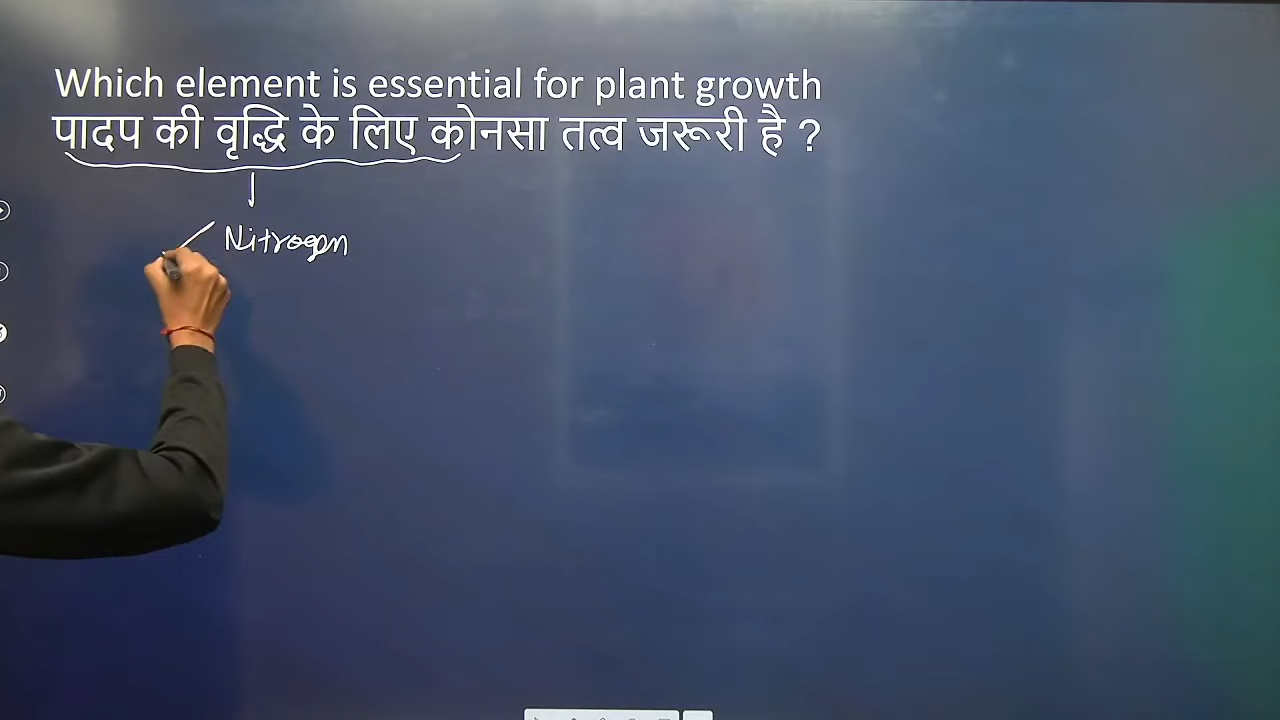 Which element is essential for plant growth
पादप की वृद्धि के लिए कोनसा तत्व जरूरी है ?
Nitrogen